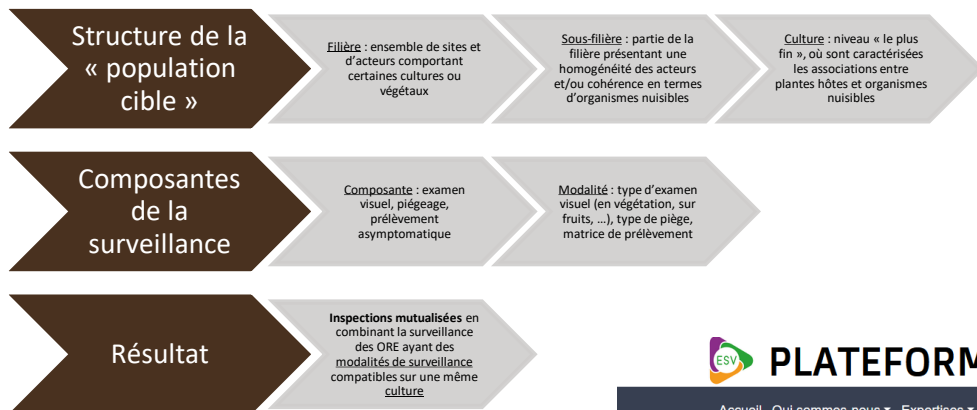 Structure de la
« population
cible »
Filière : ensemble de sites et
d'acteurs comportant
certaines cultures ou
végétaux
Sous-filière : partie de la
filière présentant une
homogénéité des acteurs
et/ou cohérence en termes
d'organismes nuisibles
Culture : niveau « le plus
fin », où sont caractérisées
les associations entre
plantes hôtes et organismes
nuisibles
Composantes
de la
surveillance
Composante : examen
visuel, piégeage,
prélèvement
asymptomatique
Modalité : type d'examen
visuel (en végétation, sur
fruits, ...), type de piège,
matrice de prélèvement
Résultat
Inspections mutualisées en
combinant la surveillance
des ORE ayant des
modalités de surveillance
compatibles sur une même
culture
ESV PLATEFORM
Accueil Qui sommes-nous Expertises